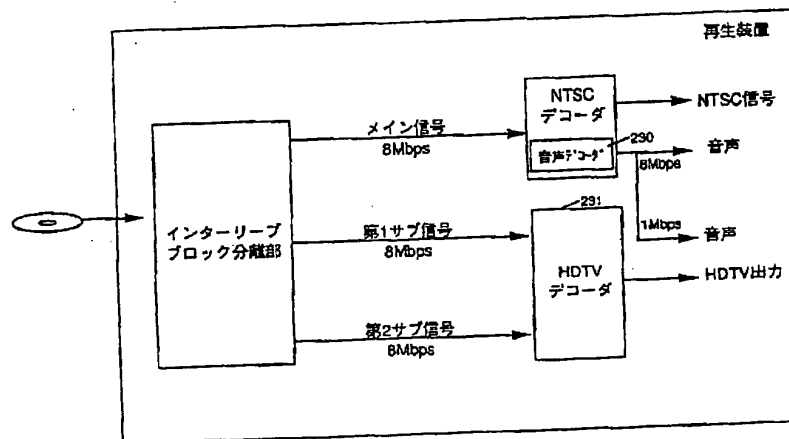 再生装置
NTSC
デコーダ
NTSC信号
メイン信号
8Mbps
290
音声デコーダ
音声
8Mbps
インターリーブ
ブロック分離部
291
第1サブ信号
8Mbps
1Mbps
音声
HDTV
デコーダ
HDTV出力
第2サブ信号
8Mbps